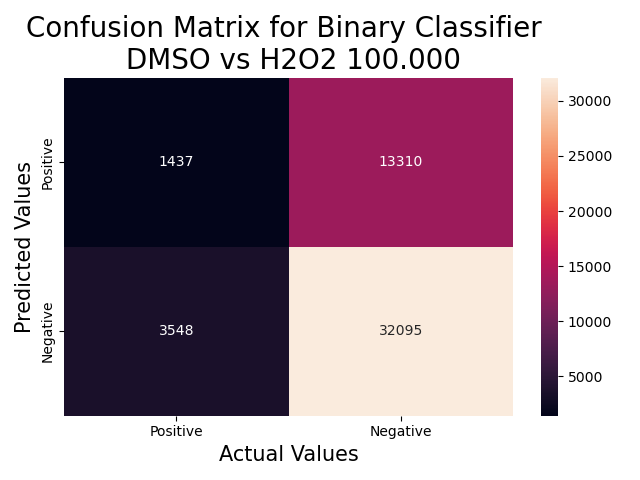 Confusion Matrix for Binary Classifier
DMSO vs H2O2 100.000
Predicted Values
Positive
Negative
1437
13310
3548
32095
Positive
Negative
Actual Values
30000
25000
20000
15000
10000
5000